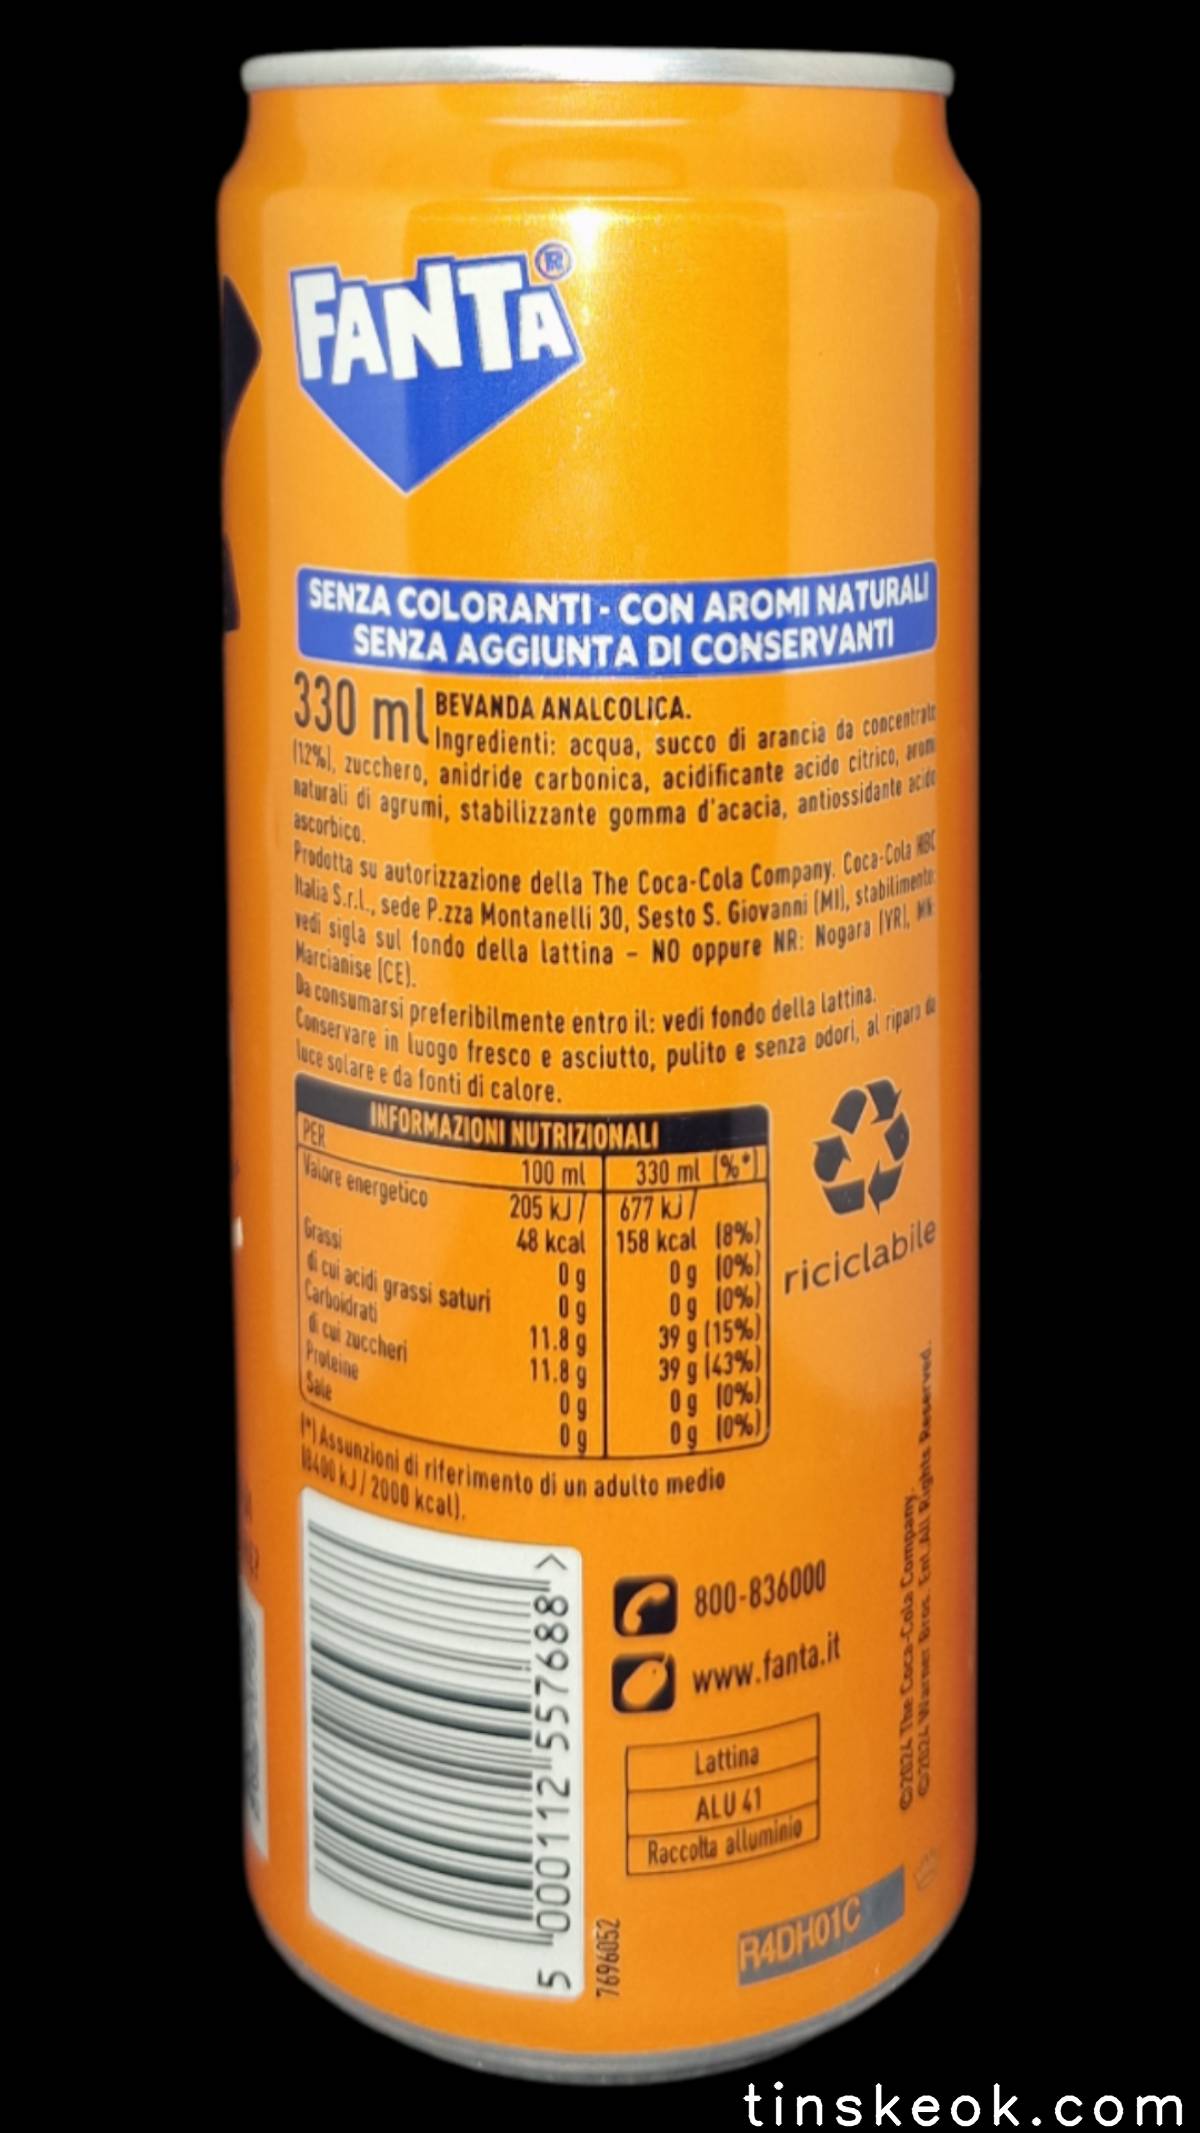 FANTA®
SENZA COLORANTI - CON AROMI NATURALI
SENZA AGGIUNTA DI CONSERVANTI
330 ml
BEVANDA ANALCOLICA.
Ingredienti: acqua, succo di arancia da concentrato
(12%), zucchero, anidride carbonica, acidificante acido citrico, aromi
naturali di agrumi, stabilizzante gomma d'acacia, antiossidante acido
ascorbico.
Prodotta su autorizzazione della The Coca-Cola Company. Coca-Cola HBC
Italia S.r.l., sede P.zza Montanelli 30, Sesto S. Giovanni (MI), stabilimento:
vedi sigla sul fondo della lattina - NO oppure NR: Nogara (VR), MN:
Marcianise (CE).
Da consumarsi preferibilmente entro il: vedi fondo della lattina.
Conservare in luogo fresco e asciutto, pulito e senza odori, al riparo da
luce solare e da fonti di calore.
INFORMAZIONI NUTRIZIONALI
PER 100 ml 330 ml (%*)
Valore energetico 205 kJ / 677 kJ /
48 kcal 158 kcal (8%)
Grassi 0 g 0 g (0%)
di cui acidi grassi saturi 0 g 0 g (0%)
Carboidrati 11.8 g 39 g (15%)
di cui zuccheri 11.8 g 39 g (43%)
Proteine 0 g 0 g (0%)
Sale 0 g 0 g (0%)
(*) Assunzioni di riferimento di un adulto medio
(8400 kJ / 2000 kcal).
riciclabile
5 000112 557688 >
7696052
800-836000
www.fanta.it
Lattina
ALU 41
Raccolta alluminio
R4DH01C
©2024 The Coca-Cola Company.
©2024 Warner Bros. Ent. All Rights Reserved.
tinskeok.com